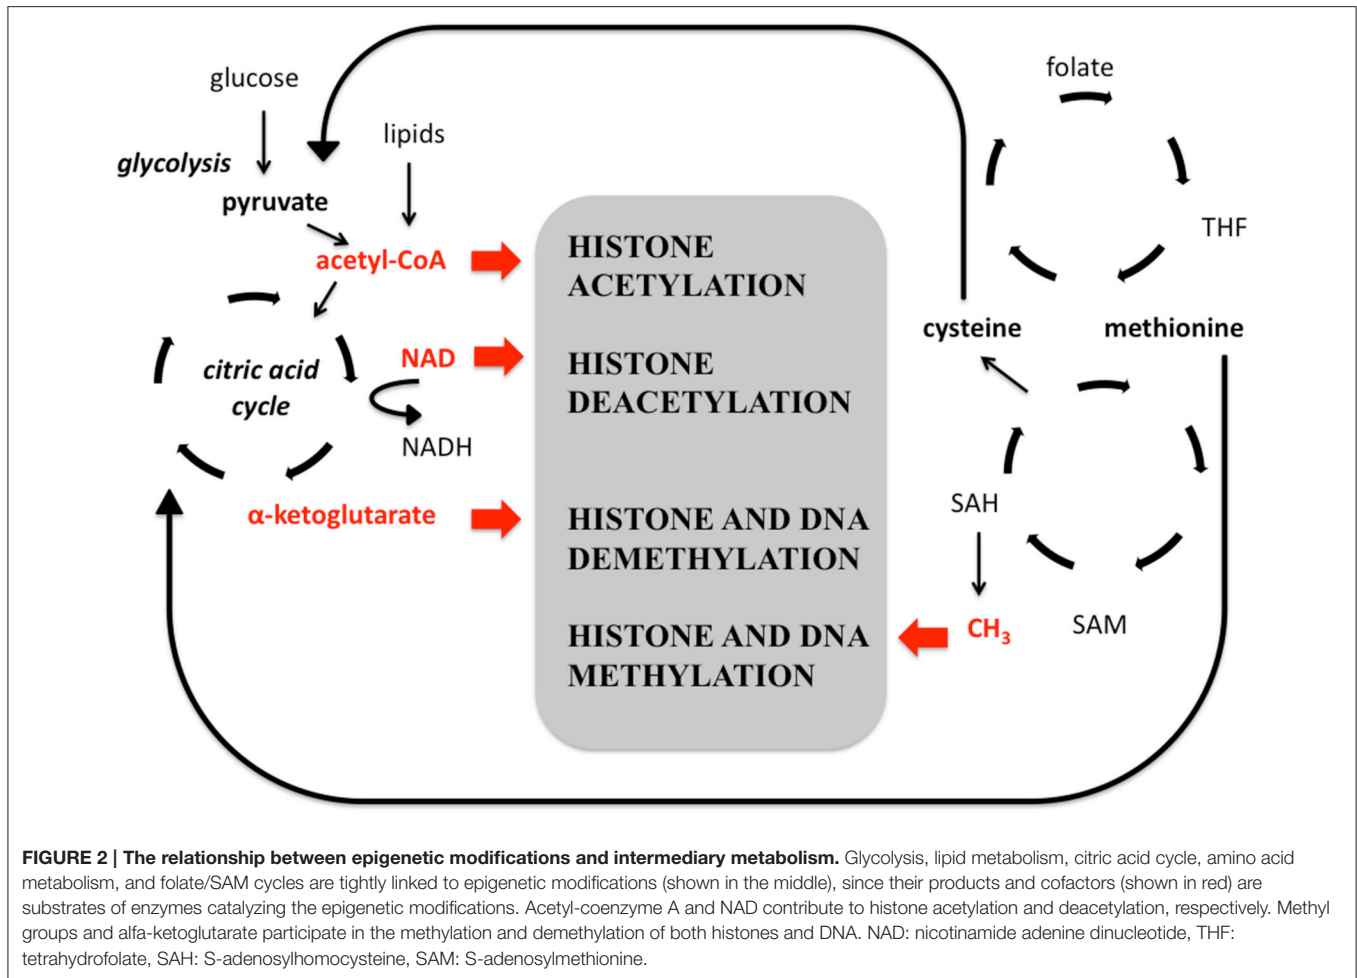 glucose
folate
lipids
glycolysis
pyruvate
THF
acetyl-CoA
HISTONE
ACETYLATION
cysteine
methionine
NAD
HISTONE
DEACETYLATION
citric acid
cycle
NADH
SAH
α-ketoglutarate
HISTONE AND DNA
DEMETHYLATION
CH₃
SAM
HISTONE AND DNA
METHYLATION
FIGURE 2 | The relationship between epigenetic modifications and intermediary metabolism. Glycolysis, lipid metabolism, citric acid cycle, amino acid
metabolism, and folate/SAM cycles are tightly linked to epigenetic modifications (shown in the middle), since their products and cofactors (shown in red) are
substrates of enzymes catalyzing the epigenetic modifications. Acetyl-coenzyme A and NAD contribute to histone acetylation and deacetylation, respectively. Methyl
groups and alfa-ketoglutarate participate in the methylation and demethylation of both histones and DNA. NAD: nicotinamide adenine dinucleotide, THF:
tetrahydrofolate, SAH: S-adenosylhomocysteine, SAM: S-adenosylmethionine.